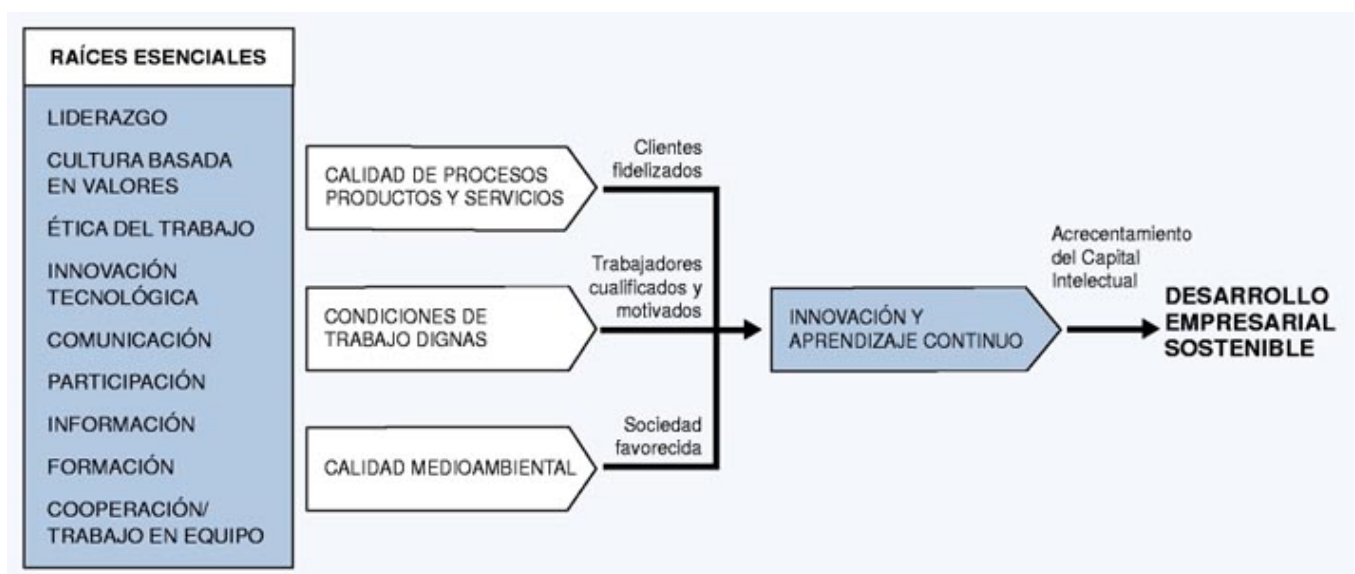 RAÍCES ESENCIALES
LIDERAZGO
CULTURA BASADA
EN VALORES
ÉTICA DEL TRABAJO
INNOVACIÓN
TECNOLÓGICA
COMUNICACIÓN
PARTICIPACIÓN
INFORMACIÓN
FORMACIÓN
COOPERACIÓN/
TRABAJO EN EQUIPO
CALIDAD DE PROCESOS
PRODUCTOS Y SERVICIOS
Clientes
fidelizados
CONDICIONES DE
TRABAJO DIGNAS
Trabajadores
cualificados y
motivados
CALIDAD MEDIOAMBIENTAL
Sociedad
favorecida
INNOVACIÓN Y
APRENDIZAJE CONTINUO
Acrecentamiento
del Capital
Intelectual
DESARROLLO
EMPRESARIAL
SOSTENIBLE